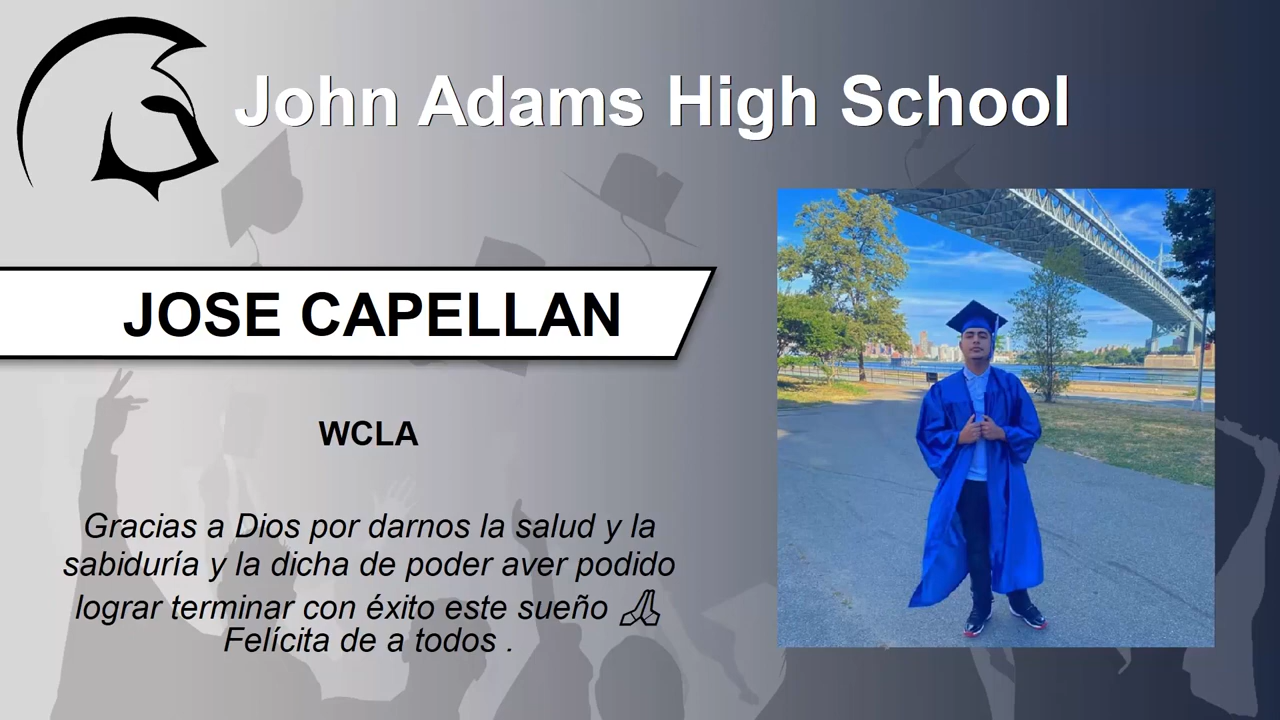 John Adams High School
JOSE CAPELLAN
WCLA
Gracias a Dios por darnos la salud y la
sabiduría y la dicha de poder aver podido
lograr terminar con éxito este sueño 🙏
Felícita de a todos .